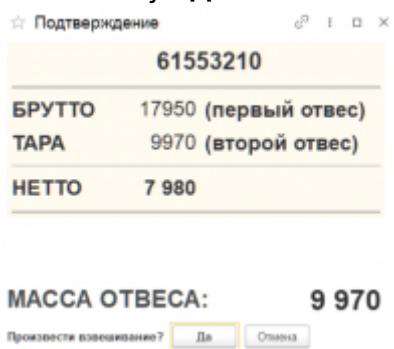 Подтверждение
61553210
БРУТТО 17950 (первый отвес)
ТАРА 9970 (второй отвес)
НЕТТО 7 980
МАССА ОТВЕСА: 9 970
Произвести взвешивание? Да Отмена